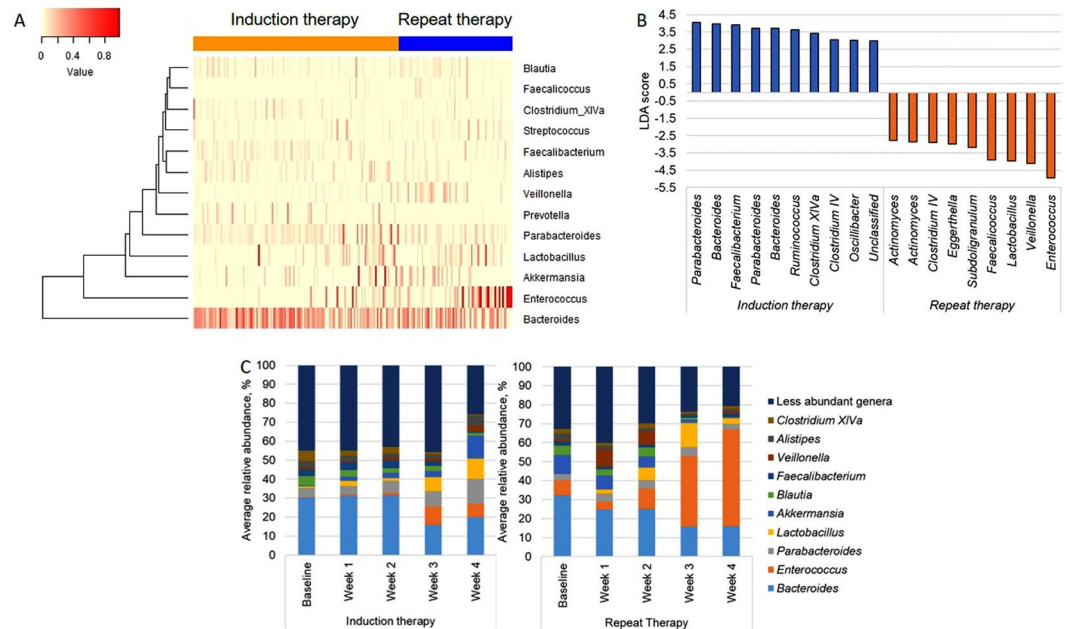 A
0 0.4 0.8
Value
Induction therapy
Repeat therapy
Blautia
Faecalicoccus
Clostridium_XIVa
Streptococcus
Faecalibacterium
Alistipes
Veillonella
Prevotella
Parabacteroides
Lactobacillus
Akkermansia
Enterococcus
Bacteroides
B
LDA score
4.5
3.5
2.5
1.5
0.5
-0.5
-1.5
-2.5
-3.5
-4.5
-5.5
Parabacteroides
Bacteroides
Faecalibacterium
Parabacteroides
Bacteroides
Ruminococcus
Clostridium XIVa
Clostridium IV
Oscillibacter
Unclassified
Actinomyces
Actinomyces
Clostridium IV
Eggerthella
Subdoligranulum
Faecalicoccus
Lactobacillus
Veillonella
Enterococcus
Induction therapy
Repeat therapy
C
Average relative abundance, %
100
90
80
70
60
50
40
30
20
10
0
Baseline
Week 1
Week 2
Week 3
Week 4
Induction therapy
Average relative abundance, %
100
90
80
70
60
50
40
30
20
10
0
Baseline
Week 1
Week 2
Week 3
Week 4
Repeat Therapy
Less abundant genera
Clostridium XIVa
Alistipes
Veillonella
Faecalibacterium
Blautia
Akkermansia
Lactobacillus
Parabacteroides
Enterococcus
Bacteroides